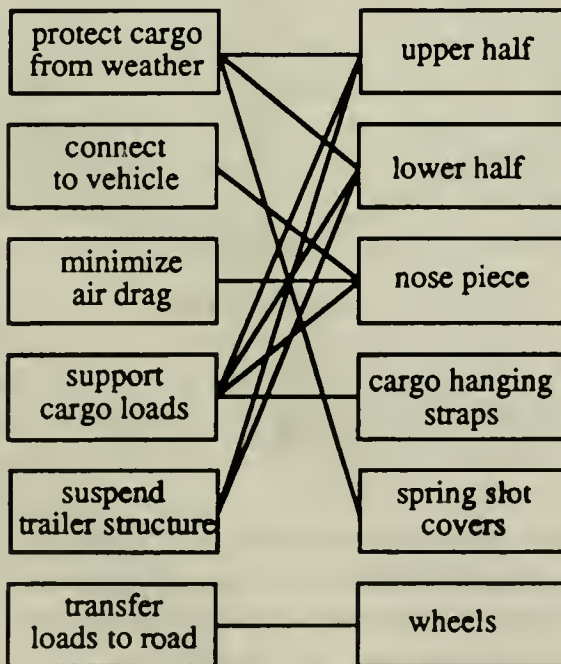 protect cargo
from weather
upper half
connect
to vehicle
lower half
minimize
air drag
nose piece
support
cargo loads
cargo hanging
straps
suspend
trailer structure
spring slot
covers
transfer
loads to road
wheels